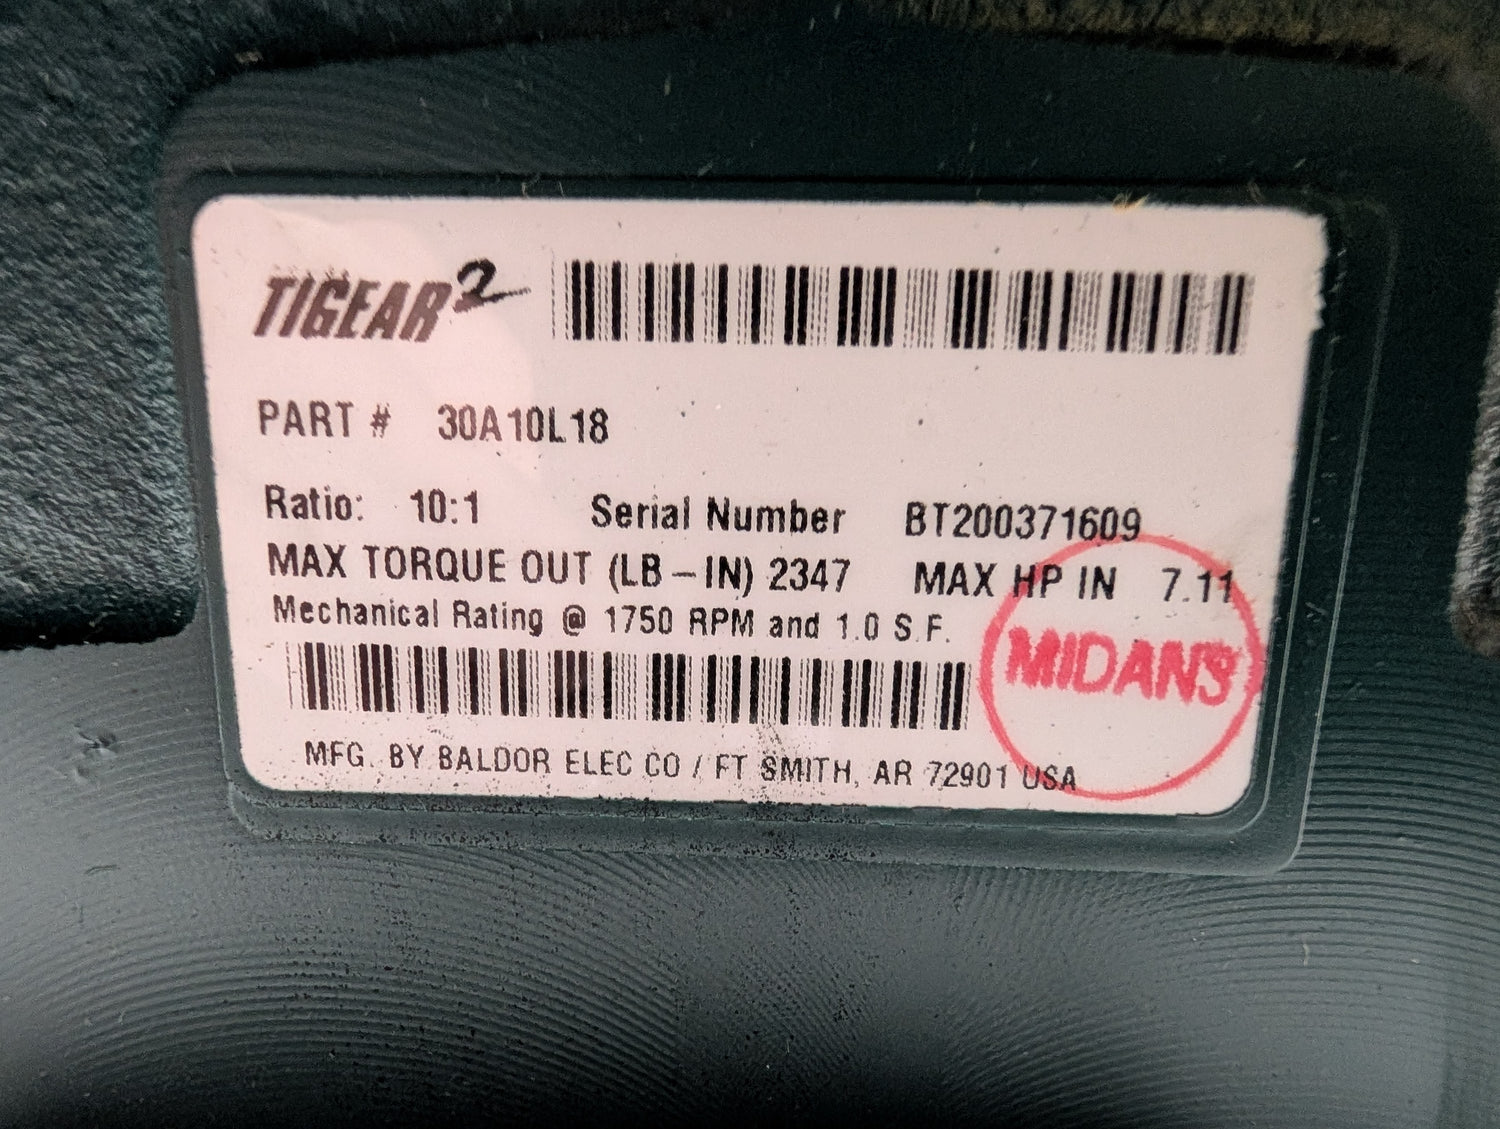 TIGEAR2
PART # 30A10L18
Ratio: 10:1 Serial Number BT200371609
MAX TORQUE OUT (LB-IN) 2347 MAX HP IN 7.11
Mechanical Rating @ 1750 RPM and 1.0 S.F.
MIDANS
MFG. BY BALDOR ELEC CO / FT SMITH, AR 72901 USA